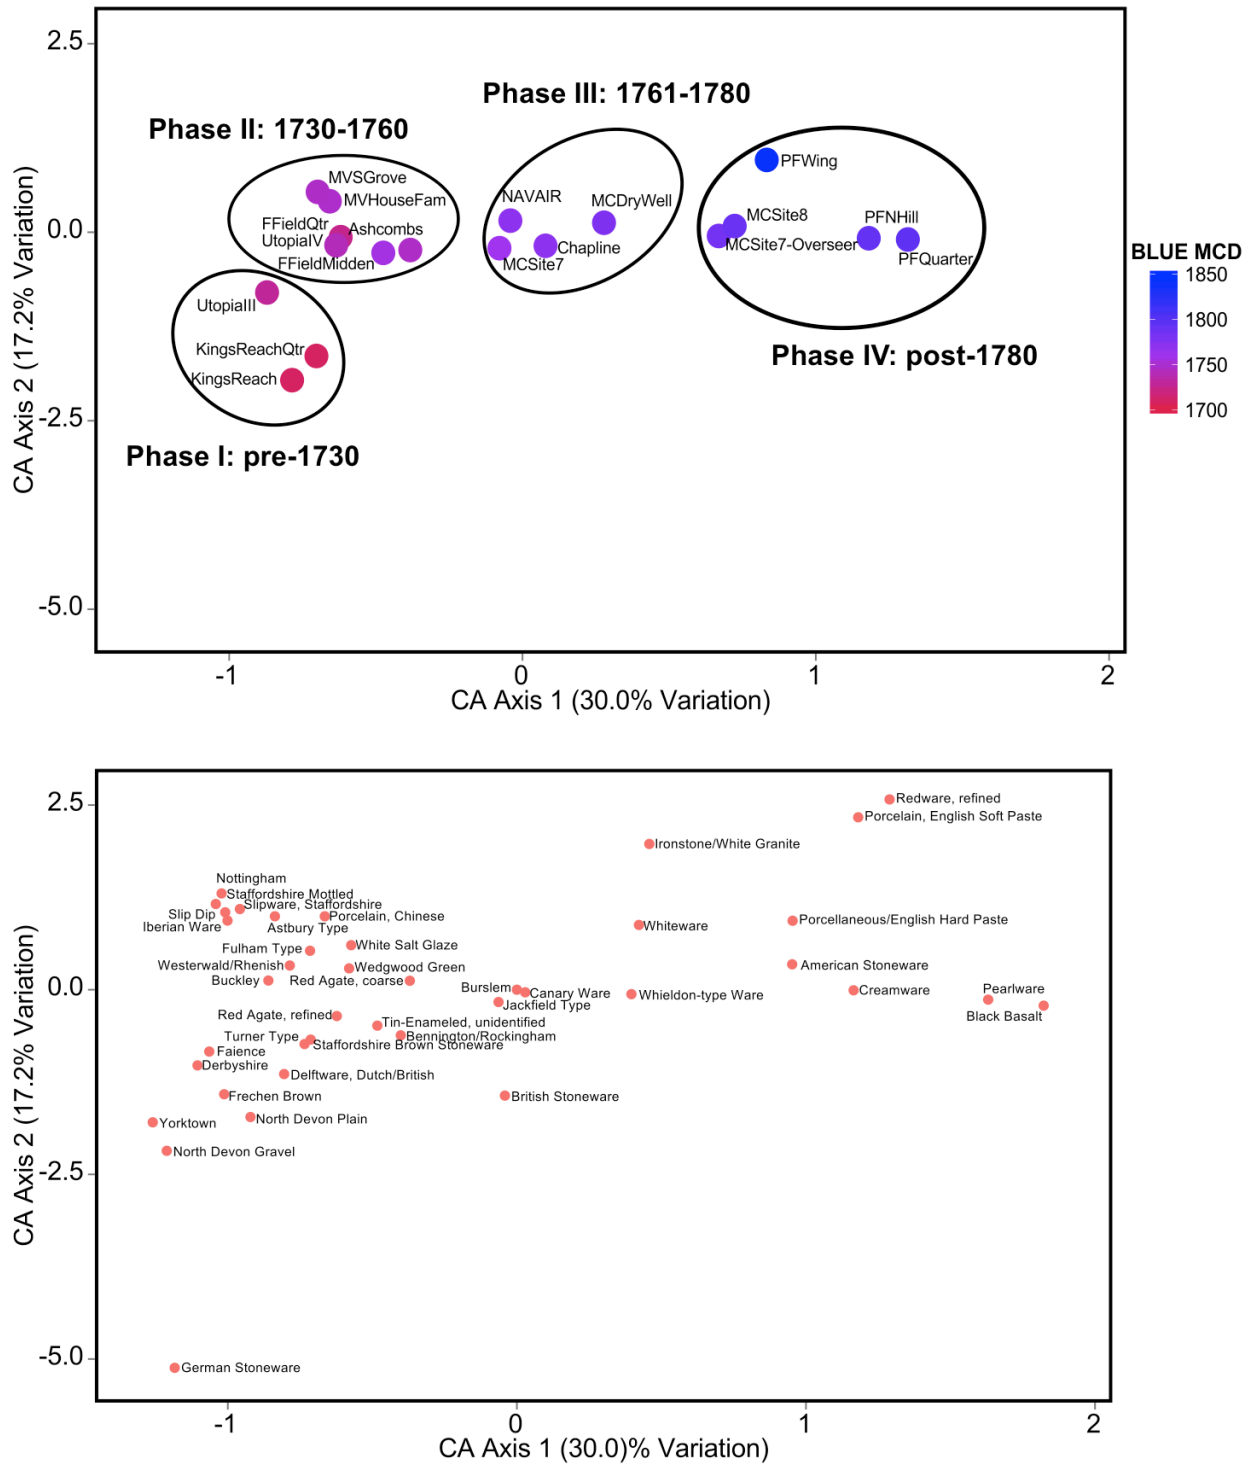 2.5
0.0
-2.5
-5.0
CA Axis 2 (17.2% Variation)
Phase III: 1761-1780
Phase II: 1730-1760
MVSGrove
MVHouseFam
FFieldQtr
Ashcombs
UtopiaIV
FFieldMidden
NAVAIR
MCDryWell
Chapline
MCSite7
PFWing
MCSite8
PFNHill
MCSite7-Overseer
PFQuarter
UtopiaIII
KingsReachQtr
KingsReach
Phase IV: post-1780
Phase I: pre-1730
BLUE MCD
1850
1800
1750
1700
-1
0
1
2
CA Axis 1 (30.0% Variation)
2.5
0.0
-2.5
-5.0
CA Axis 2 (17.2% Variation)
Redware, refined
Porcelain, English Soft Paste
Ironstone/White Granite
Nottingham
Staffordshire Mottled
Slipware, Staffordshire
Slip Dip
Porcelain, Chinese
Iberian Ware
Astbury Type
Whiteware
Porcellaneous/English Hard Paste
Fulham Type
White Salt Glaze
Westerwald/Rhenish
Wedgwood Green
American Stoneware
Buckley
Red Agate, coarse
Burslem
Canary Ware
Whieldon-type Ware
Creamware
Pearlware
Jackfield Type
Black Basalt
Red Agate, refined
Tin-Enameled, unidentified
Turner Type
Bennington/Rockingham
Staffordshire Brown Stoneware
Faience
Derbyshire
Delftware, Dutch/British
Frechen Brown
British Stoneware
Yorktown
North Devon Plain
North Devon Gravel
German Stoneware
-1
0
1
2
CA Axis 1 (30.0)% Variation)